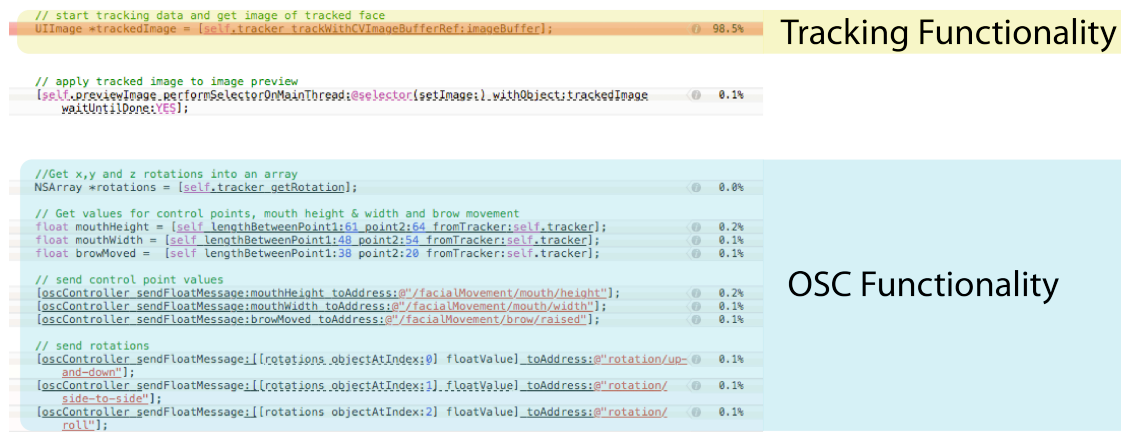 // start tracking data and get image of tracked face
UIImage *trackedImage = [self.tracker trackWithCVImageBufferRef:imageBuffer]; 98.5%
Tracking Functionality
// apply tracked image to image preview
[self.previewImage performSelectorOnMainThread:@selector(setImage:) withObject:trackedImage 0.1%
waitUntilDone:YES];
//Get x,y and z rotations into an array
NSArray *rotations = [self.tracker getRotation]; 0.0%
// Get values for control points, mouth height & width and brow movement
float mouthHeight = [self lengthBetweenPoint1:61 point2:64 fromTracker:self.tracker]; 0.2%
float mouthWidth = [self lengthBetweenPoint1:48 point2:54 fromTracker:self.tracker]; 0.1%
float browMoved = [self lengthBetweenPoint1:38 point2:20 fromTracker:self.tracker]; 0.1%
// send control point values
[oscController sendFloatMessage:mouthHeight toAddress:@"/facialMovement/mouth/height"]; 0.2%
[oscController sendFloatMessage:mouthWidth toAddress:@"/facialMovement/mouth/width"]; 0.1%
[oscController sendFloatMessage:browMoved toAddress:@"/facialMovement/brow/raised"]; 0.1%
OSC Functionality
// send rotations
[oscController sendFloatMessage:[[rotations objectAtIndex:0] floatValue] toAddress:@"rotation/up- 0.1%
and-down"];
[oscController sendFloatMessage:[[rotations objectAtIndex:1] floatValue] toAddress:@"rotation/ 0.1%
side-to-side"];
[oscController sendFloatMessage:[[rotations objectAtIndex:2] floatValue] toAddress:@"rotation/ 0.1%
roll"];